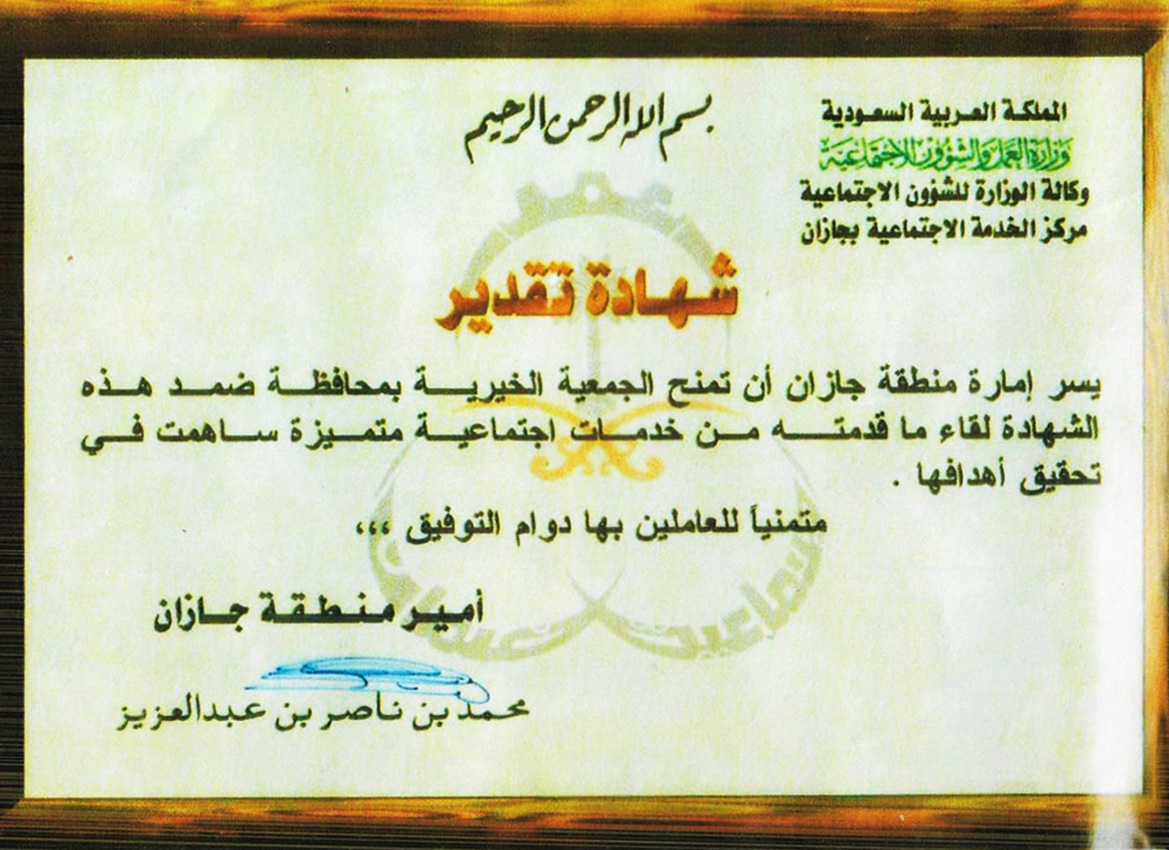 بسم الله الرحمن الرحيم
المملكة العربية السعودية
وزارة العمل والشؤون الاجتماعية
وكالة الوزارة للشؤون الاجتماعية
مركز الخدمة الاجتماعية بجازان
شهادة تقدير
يسر إمارة منطقة جازان أن تمنح الجمعية الخيرية بمحافظة ضمد هذه
الشهادة لقاء ما قدمته من خدمات اجتماعية متميزة ساهمت في
تحقيق أهدافها .
متمنياً للعاملين بها دوام التوفيق ،،،
أمير منطقة جازان
محمد بن ناصر بن عبدالعزيز